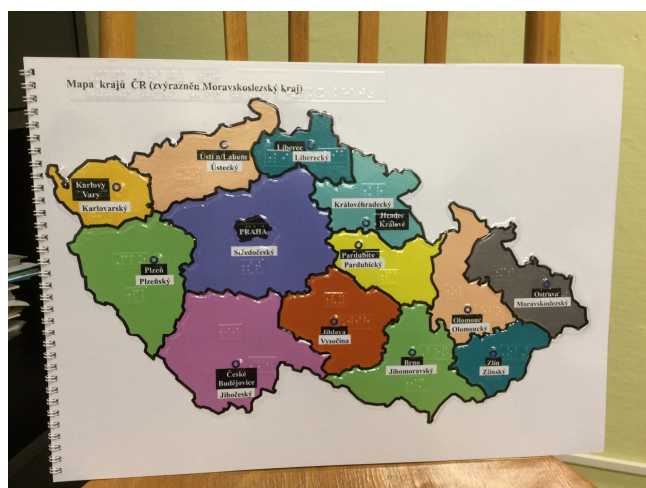 Mapa krajů ČR (zvýrazněn Moravskoslezský kraj)
Liberec
Liberecký
Ústí n/Labem
Ústecký
Karlovy
Vary
Karlovarský
Královéhradecký
Hradec
Králové
PRAHA
Středočeský
Pardubice
Pardubický
Plzeň
Plzeňský
Ostrava
Moravskoslezský
Olomouc
Olomoucký
Jihlava
Vysočina
Brno
Jihomoravský
Zlín
Zlínský
České
Budějovice
Jihočeský